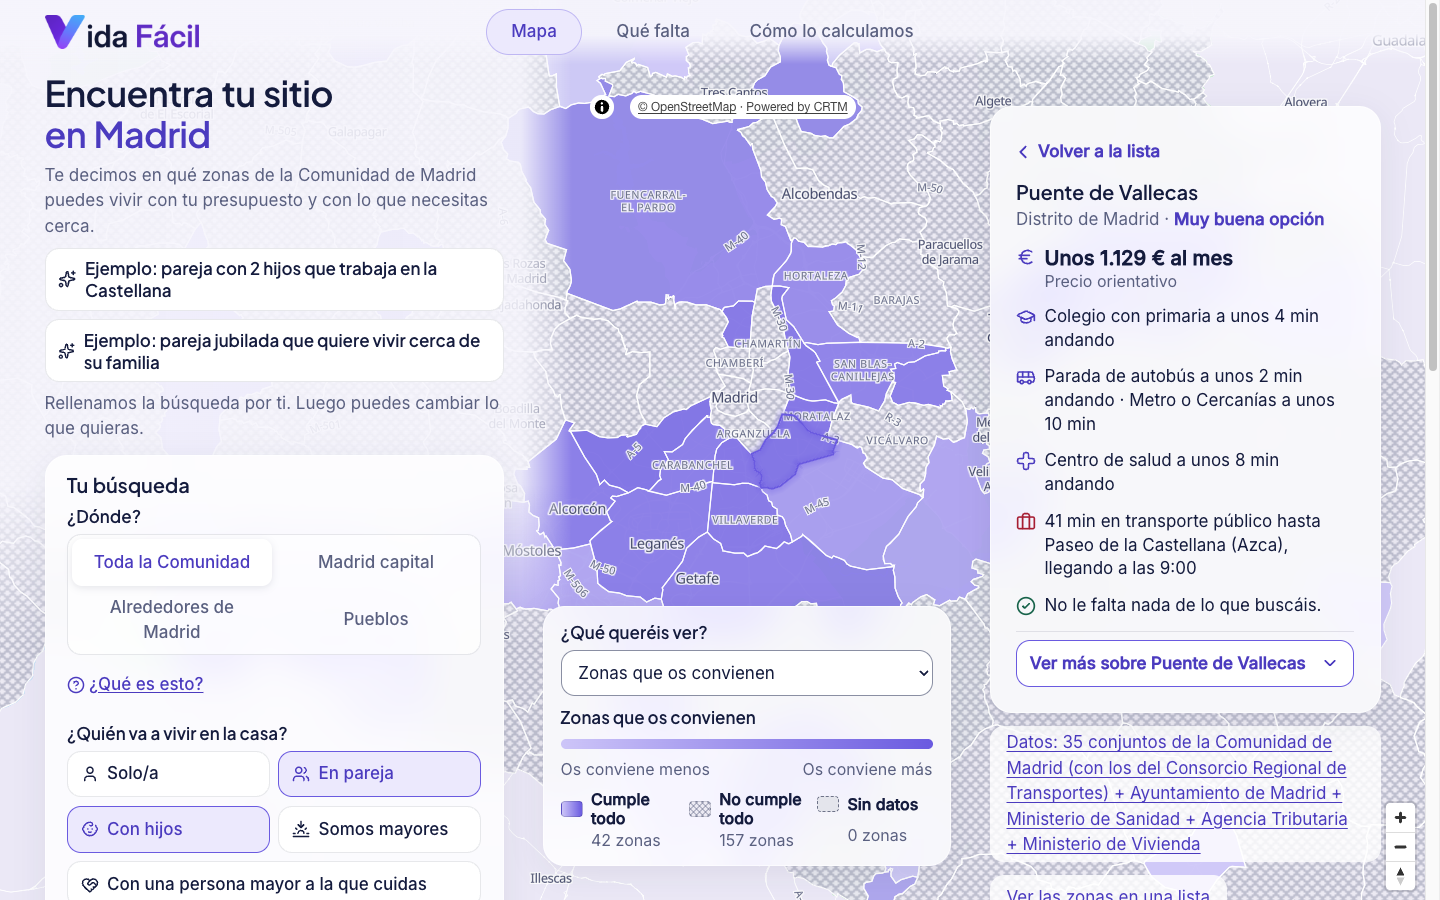 Vida Fácil
Mapa
Qué falta
Cómo lo calculamos
Encuentra tu sitio
en Madrid
Te decimos en qué zonas de la Comunidad de Madrid
puedes vivir con tu presupuesto y con lo que necesitas
cerca.
Ejemplo: pareja con 2 hijos que trabaja en la
Castellana
Ejemplo: pareja jubilada que quiere vivir cerca de
su familia
Rellenamos la búsqueda por ti. Luego puedes cambiar lo
que quieras.
Tu búsqueda
¿Dónde?
Toda la Comunidad
Madrid capital
Alrededores de
Madrid
Pueblos
¿Qué es esto?
¿Quién va a vivir en la casa?
Solo/a
En pareja
Con hijos
Somos mayores
Con una persona mayor a la que cuidas
Galapagar
Tres Cantos
© OpenStreetMap · Powered by CRTM
Algete
Alovera
FUENCARRAL-
EL PARDO
Alcobendas
M-50
M-40
M-12
Paracuellos
de Jarama
HORTALEZA
BARAJAS
M-17
M-30
CHAMARTÍN
A-2
CHAMBERÍ
SAN BLAS-
CANILLEJAS
M-30
Madrid
MORATALAZ
R-3
ARGANZUELA
VICÁLVARO
A-5
CARABANCHEL
M-40
Alcorcón
VILLAVERDE
M-45
Móstoles
Leganés
M-50
M-506
Getafe
Illescas
¿Qué queréis ver?
Zonas que os convienen
Zonas que os convienen
Os conviene menos
Os conviene más
Cumple
todo
42 zonas
No cumple
todo
157 zonas
Sin datos
0 zonas
Volver a la lista
Puente de Vallecas
Distrito de Madrid · Muy buena opción
Unos 1.129 € al mes
Precio orientativo
Colegio con primaria a unos 4 min
andando
Parada de autobús a unos 2 min
andando · Metro o Cercanías a unos
10 min
Centro de salud a unos 8 min
andando
41 min en transporte público hasta
Paseo de la Castellana (Azca),
llegando a las 9:00
No le falta nada de lo que buscáis.
Ver más sobre Puente de Vallecas
Datos: 35 conjuntos de la Comunidad de
Madrid (con los del Consorcio Regional de
Transportes) + Ayuntamiento de Madrid +
Ministerio de Sanidad + Agencia Tributaria
+ Ministerio de Vivienda
Ver las zonas en una lista